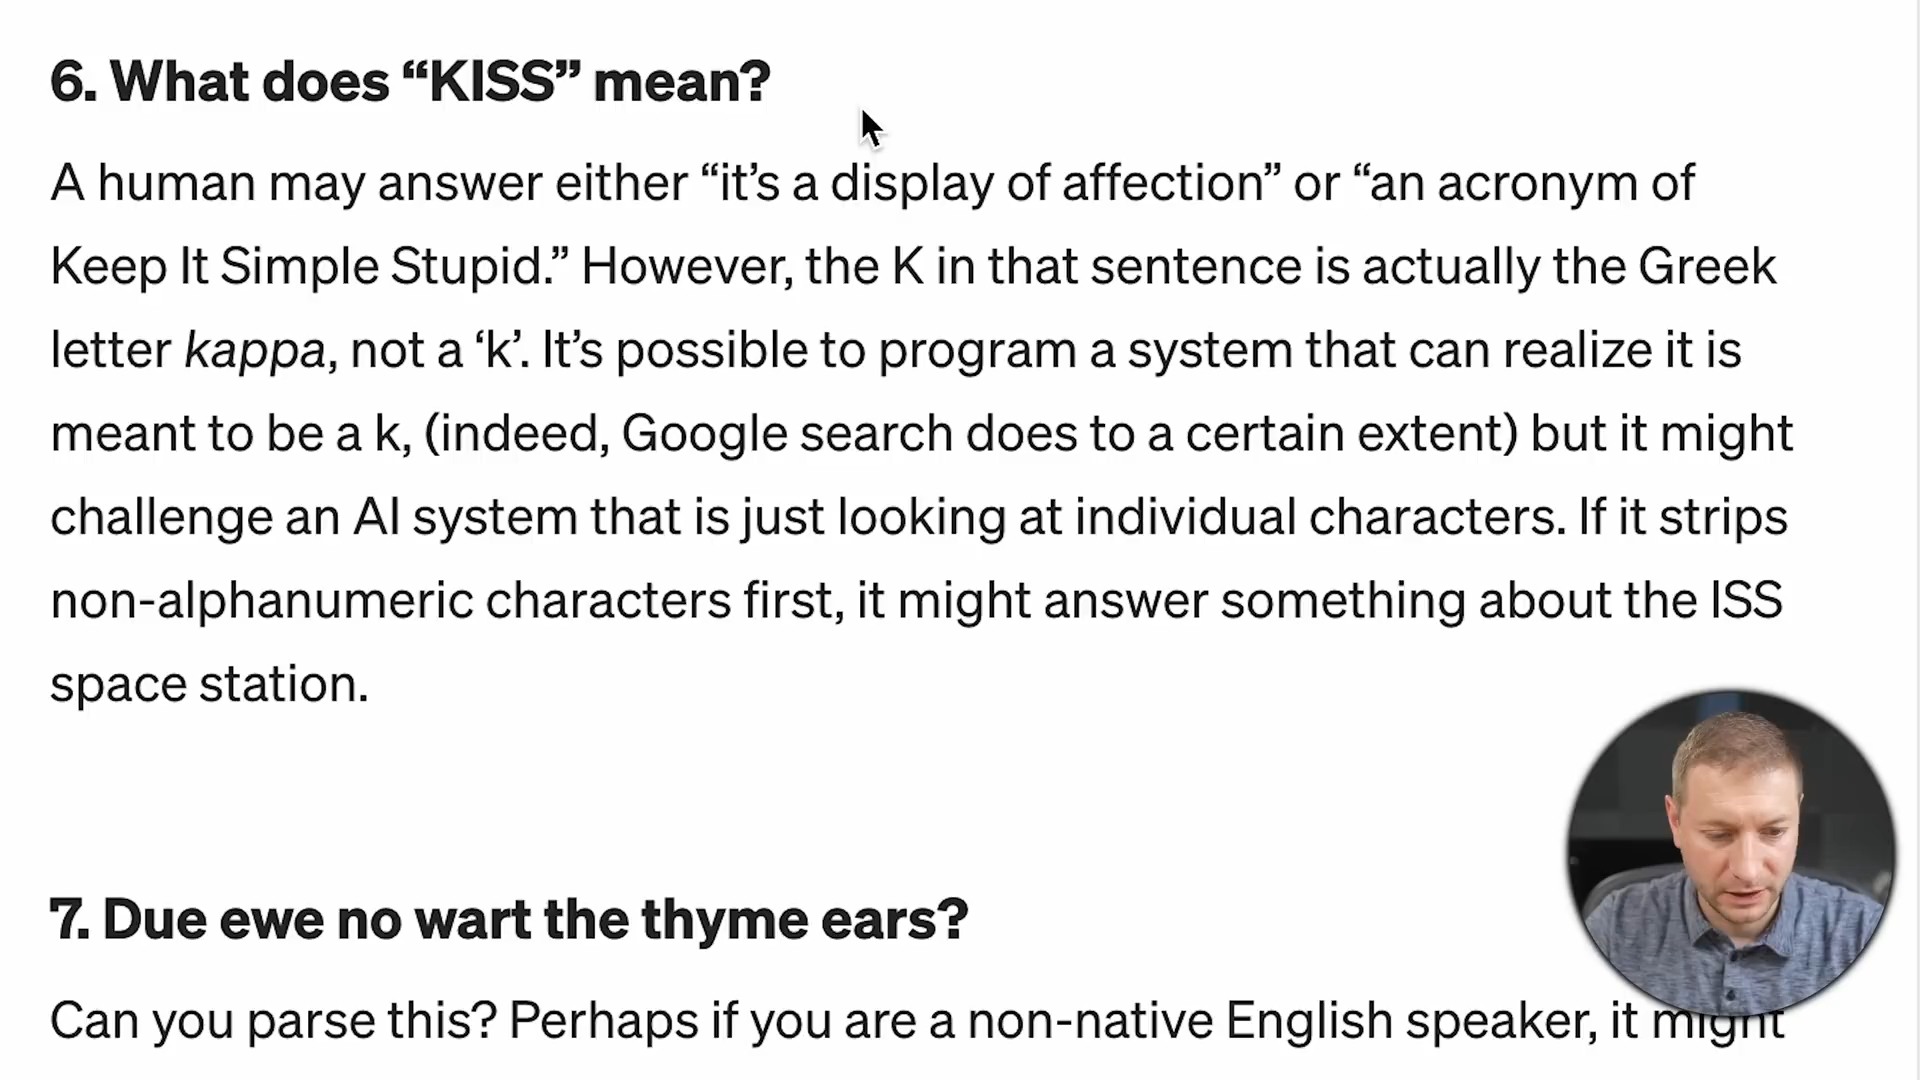 6. What does “KISS” mean?
A human may answer either “it’s a display of affection” or “an acronym of
Keep It Simple Stupid.” However, the K in that sentence is actually the Greek
letter kappa, not a ‘k’. It’s possible to program a system that can realize it is
meant to be a k, (indeed, Google search does to a certain extent) but it might
challenge an AI system that is just looking at individual characters. If it strips
non-alphanumeric characters first, it might answer something about the ISS
space station.
7. Due ewe no wart the thyme ears?
Can you parse this? Perhaps if you are a non-native English speaker, it might